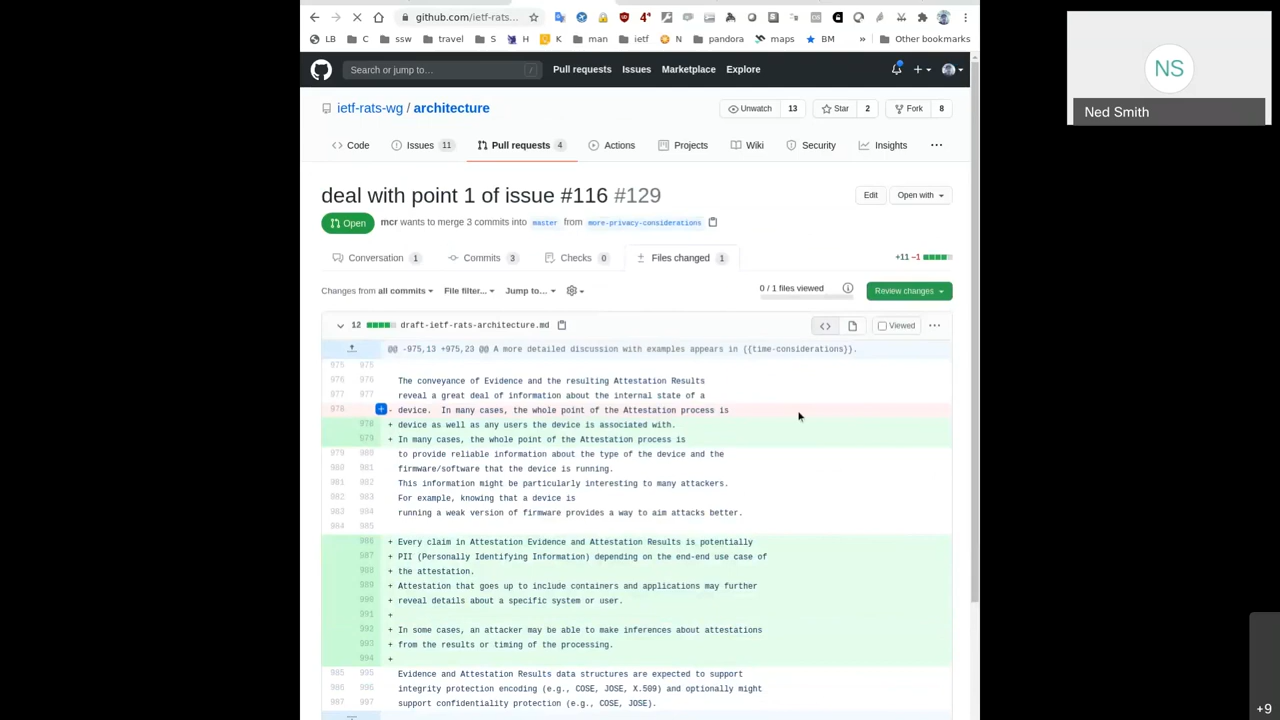 github.com/ietf-rats...
LB C ssw travel S H K man ietf N pandora maps BM » Other bookmarks
Search or jump to... / Pull requests Issues Marketplace Explore
ietf-rats-wg / architecture
Unwatch 13 Star 2 Fork 8
Code Issues 11 Pull requests 4 Actions Projects Wiki Security Insights
deal with point 1 of issue #116 #129
Edit Open with
Open mcr wants to merge 3 commits into master from more-privacy-considerations
Conversation 1 Commits 3 Checks 0 Files changed 1
+11 −1
Changes from all commits File filter... Jump to...
0 / 1 files viewed Review changes
12 draft-ietf-rats-architecture.md Viewed
@@ -975,13 +975,23 @@ A more detailed discussion with examples appears in {{time-considerations}}.
975 975
976 976 The conveyance of Evidence and the resulting Attestation Results
977 977 reveal a great deal of information about the internal state of a
978 - device. In many cases, the whole point of the Attestation process is
978 + device as well as any users the device is associated with.
979 + In many cases, the whole point of the Attestation process is
979 980 to provide reliable information about the type of the device and the
980 981 firmware/software that the device is running.
981 982 This information might be particularly interesting to many attackers.
982 983 For example, knowing that a device is
983 984 running a weak version of firmware provides a way to aim attacks better.
984 985
986 + Every claim in Attestation Evidence and Attestation Results is potentially
987 + PII (Personally Identifying Information) depending on the end-end use case of
988 + the attestation.
989 + Attestation that goes up to include containers and applications may further
990 + reveal details about a specific system or user.
991 +
992 + In some cases, an attacker may be able to make inferences about attestations
993 + from the results or timing of the processing.
994 +
985 995 Evidence and Attestation Results data structures are expected to support
986 996 integrity protection encoding (e.g., COSE, JOSE, X.509) and optionally might
987 997 support confidentiality protection (e.g., COSE, JOSE).
NS
Ned Smith
+9